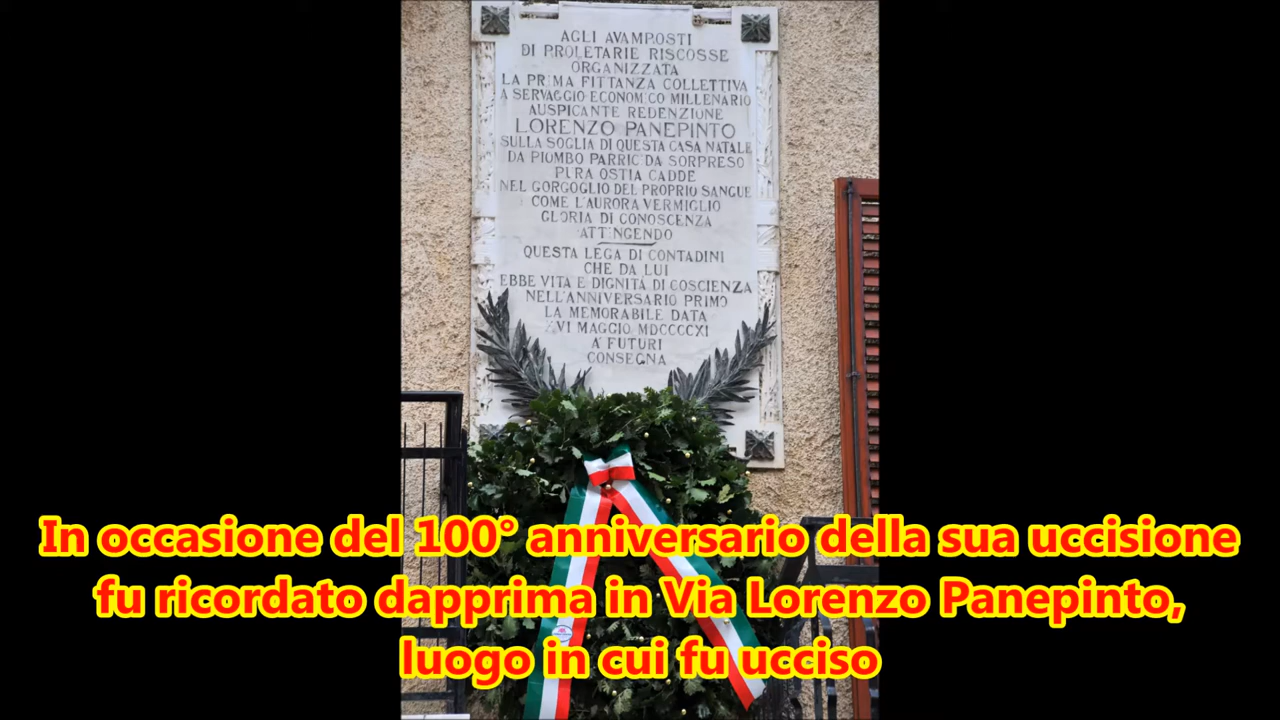 AGLI AVAMPOSTI
DI PROLETARIE RISCOSSE
ORGANIZZATA
LA PRIMA FITTANZA COLLETTIVA
A SERVAGGIO ECONOMICO MILLENARIO
AUSPICANTE REDENZIONE
LORENZO PANEPINTO
SULLA SOGLIA DI QUESTA CASA NATALE
DA PIOMBO PARRICIDA SORPRESO
PURA OSTIA CADDE
NEL GORGOGLIO DEL PROPRIO SANGUE
COME L'AURORA VERMIGLIO
GLORIA DI CONOSCENZA
ATTINGENDO
QUESTA LEGA DI CONTADINI
CHE DA LUI
EBBE VITA E DIGNITÀ DI COSCIENZA
NELL'ANNIVERSARIO PRIMO
LA MEMORABILE DATA
XVI MAGGIO MDCCCCXI
A' FUTURI
CONSEGNA
In occasione del 100° anniversario della sua uccisione
fu ricordato dapprima in Via Lorenzo Panepinto,
luogo in cui fu ucciso